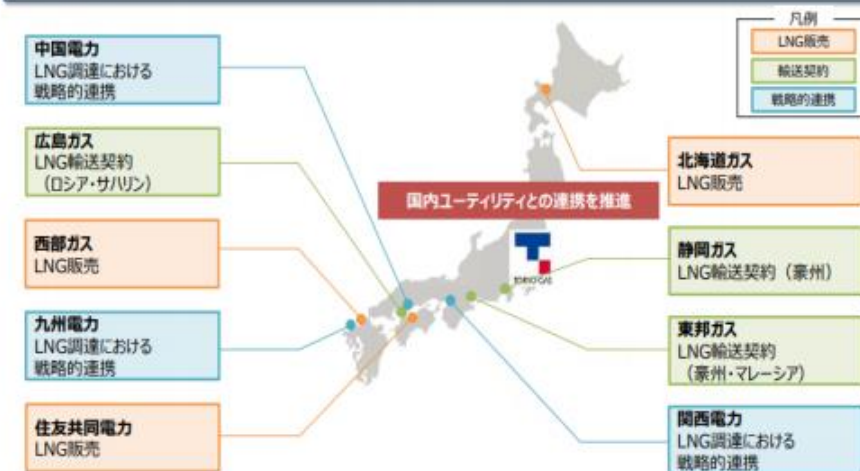 凡例
LNG販売
輸送契約
戦略的連携
中国電力
LNG調達における
戦略的連携
広島ガス
LNG輸送契約
（ロシア・サハリン）
西部ガス
LNG販売
九州電力
LNG調達における
戦略的連携
住友共同電力
LNG販売
国内ユーティリティとの連携を推進
TOKYO GAS
北海道ガス
LNG販売
静岡ガス
LNG輸送契約（豪州）
東邦ガス
LNG輸送契約
（豪州・マレーシア）
関西電力
LNG調達における
戦略的連携